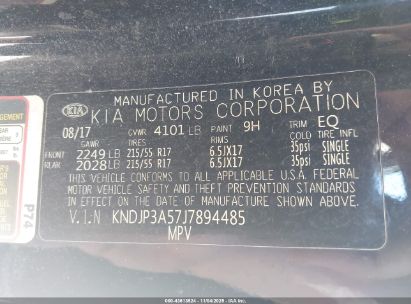 MANUFACTURED IN KOREA BY
KIA KIA MOTORS CORPORATION
08/17 GVWR 4101 LB PAINT 9H TRIM EQ
TIRES RIMS COLD TIRE INFL
FRONT 2249 LB 215/55 R17 6.5JX17 35psi SINGLE
REAR 2028 LB 215/55 R17 6.5JX17 35psi SINGLE
THIS VEHICLE CONFORMS TO ALL APPLICABLE U.S.A. FEDERAL
MOTOR VEHICLE SAFETY AND THEFT PREVENTION STANDARDS
IN EFFECT ON THE DATE OF MANUFACTURE SHOWN ABOVE.
V.I.N KNDJP3A57J7894485
MPV
P74